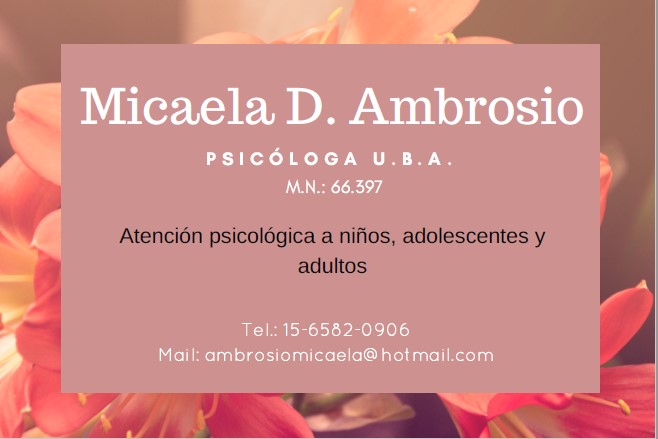 Micaela D. Ambrosio
PSICÓLOGA U.B.A.
M.N.: 66.397
Atención psicológica a niños, adolescentes y
adultos
Tel.: 15-6582-0906
Mail: ambrosiomicaela@hotmail.com